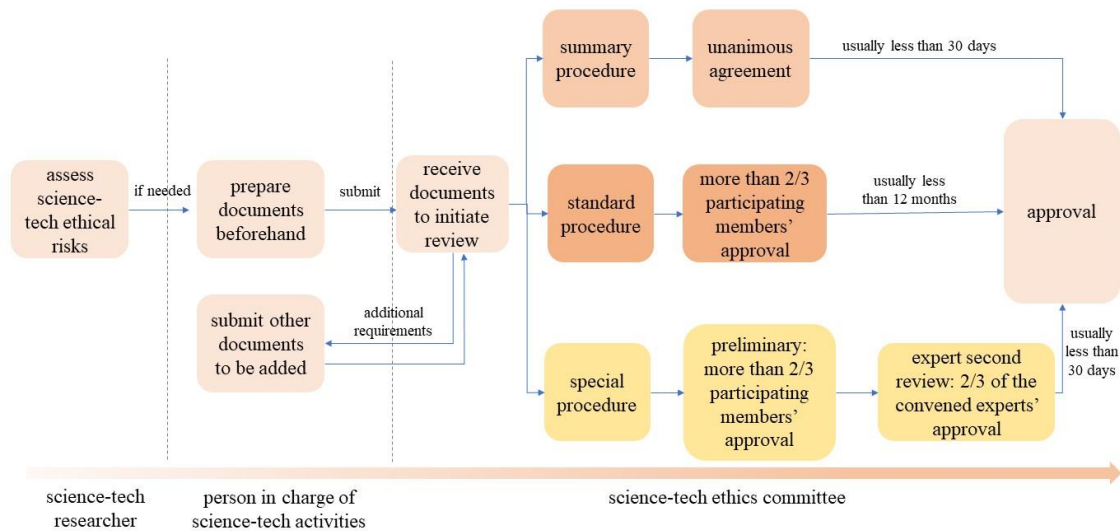 assess
science-
tech ethical
risks
if needed
prepare
documents
beforehand
submit
receive
documents
to initiate
review
submit other
documents
to be added
additional
requirements
summary
procedure
unanimous
agreement
usually less than 30 days
standard
procedure
more than 2/3
participating
members’
approval
usually less
than 12 months
approval
special
procedure
preliminary:
more than 2/3
participating
members’
approval
expert second
review: 2/3 of the
convened experts’
approval
usually
less than
30 days
science-tech
researcher
person in charge of
science-tech activities
science-tech ethics committee